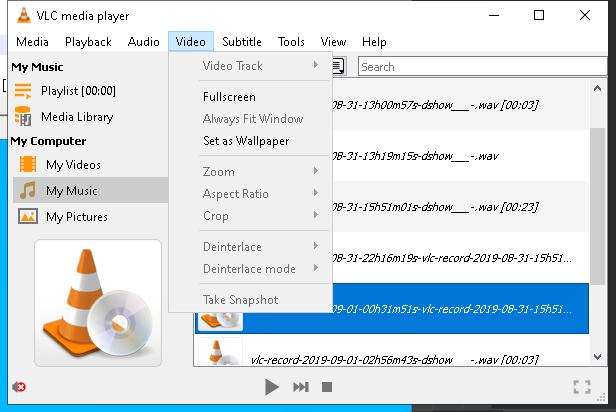 VLC media player
Media Playback Audio Video Subtitle Tools View Help
My Music
Playlist [00:00]
Media Library
My Computer
My Videos
My Music
My Pictures
Video Track
Fullscreen
Always Fit Window
Set as Wallpaper
Zoom
Aspect Ratio
Crop
Deinterlace
Deinterlace mode
Take Snapshot
Search
-08-31-13h00m57s-dshow___-,.wav [00:03]
-08-31-13h19m15s-dshow___-,.wav
-08-31-15h51m01s-dshow___-,.wav [00:23]
-08-31-22h16m19s-vlc-record-2019-08-31-15h51...
-09-01-00h31m51s-vlc-record-2019-08-31-15h51...
vlc-record-2019-09-01-02h56m43s-dshow___-,.wav [00:03]